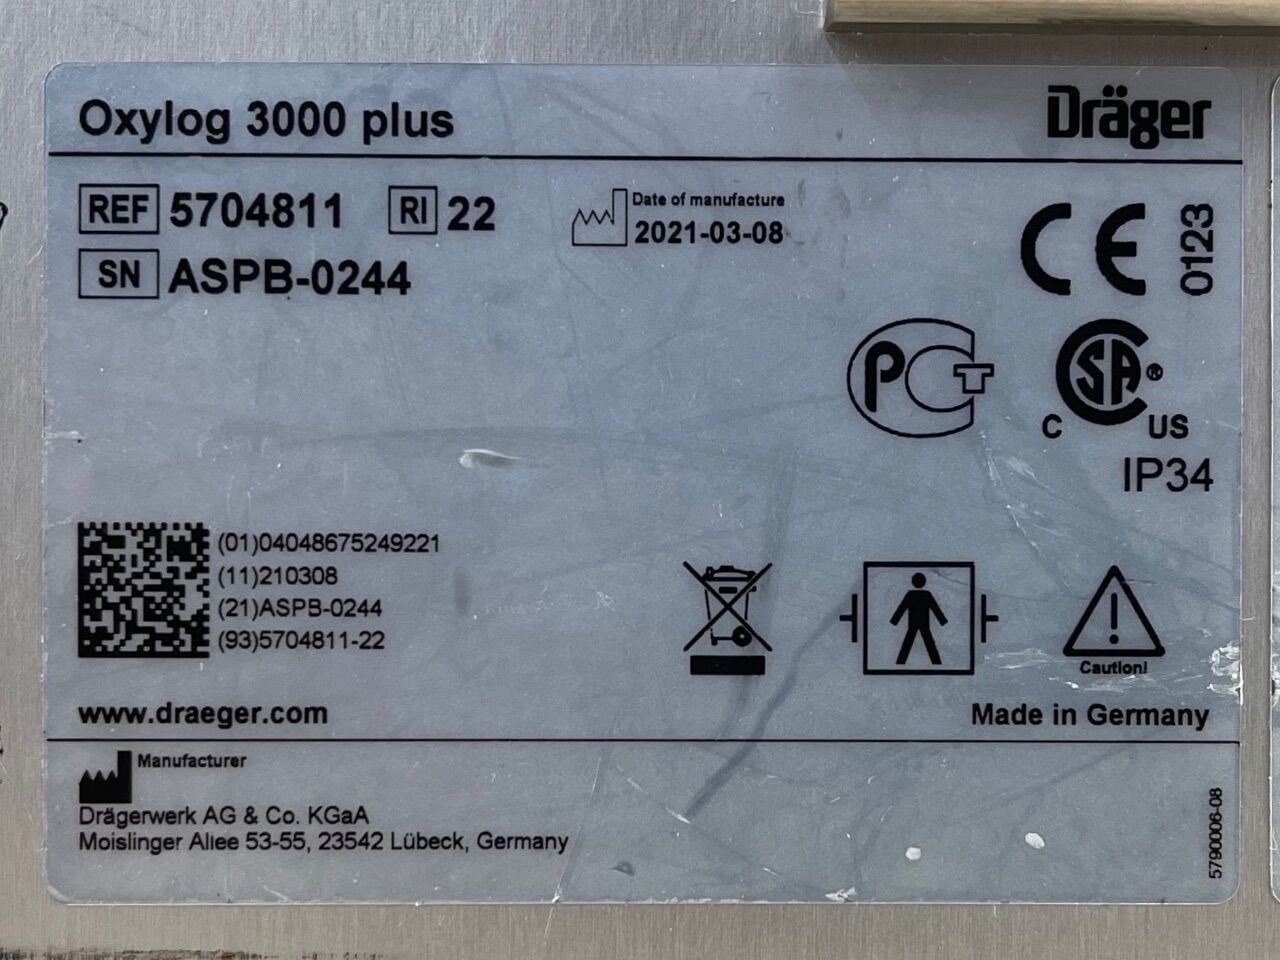 Oxylog 3000 plus
Dräger
REF 5704811 RI 22
Date of manufacture
2021-03-08
SN ASPB-0244
CE 0123
PCT
CSA®
C US
IP34
(01)04048675249221
(11)210308
(21)ASPB-0244
(93)5704811-22
Caution!
www.draeger.com
Made in Germany
Manufacturer
Drägerwerk AG & Co. KGaA
Moislinger Allee 53-55, 23542 Lübeck, Germany
5790006-08